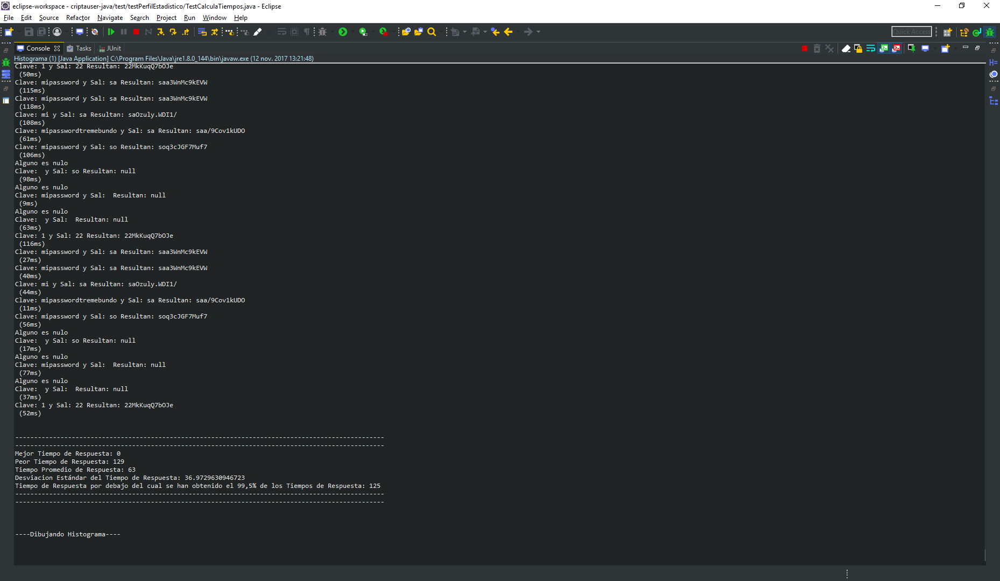 eclipse-workspace - criptauser-java/test/testPerfilEstadistico/TestCalculaTiempos.java - Eclipse
File Edit Source Refactor Navigate Search Project Run Window Help
Quick Access
Console Tasks JUnit
Histograma (1) [Java Application] C:\Program Files\Java\jre1.8.0_144\bin\javaw.exe (12 nov. 2017 13:21:48)
Clave: 1 y Sal: 22 Resultan: 22MkKuqQ7bOJe
(50ms)
Clave: mipassword y Sal: sa Resultan: saa3WnMc9kEVW
(115ms)
Clave: mipassword y Sal: sa Resultan: saa3WnMc9kEVW
(118ms)
Clave: mi y Sal: sa Resultan: saOzuly.WDI1/
(108ms)
Clave: mipasswordtremebundo y Sal: sa Resultan: saa/9Cov1kUDO
(61ms)
Clave: mipassword y Sal: so Resultan: soq3cJGF7Muf7
(106ms)
Alguno es nulo
Clave:  y Sal: so Resultan: null
(98ms)
Alguno es nulo
Clave: mipassword y Sal:  Resultan: null
(9ms)
Alguno es nulo
Clave:  y Sal:  Resultan: null
(63ms)
Clave: 1 y Sal: 22 Resultan: 22MkKuqQ7bOJe
(116ms)
Clave: mipassword y Sal: sa Resultan: saa3WnMc9kEVW
(27ms)
Clave: mipassword y Sal: sa Resultan: saa3WnMc9kEVW
(40ms)
Clave: mi y Sal: sa Resultan: saOzuly.WDI1/
(44ms)
Clave: mipasswordtremebundo y Sal: sa Resultan: saa/9Cov1kUDO
(11ms)
Clave: mipassword y Sal: so Resultan: soq3cJGF7Muf7
(56ms)
Alguno es nulo
Clave:  y Sal: so Resultan: null
(17ms)
Alguno es nulo
Clave: mipassword y Sal:  Resultan: null
(77ms)
Alguno es nulo
Clave:  y Sal:  Resultan: null
(37ms)
Clave: 1 y Sal: 22 Resultan: 22MkKuqQ7bOJe
(52ms)
--------------------------------------------------------------------------------------------------
--------------------------------------------------------------------------------------------------
Mejor Tiempo de Respuesta: 0
Peor Tiempo de Respuesta: 129
Tiempo Promedio de Respuesta: 63
Desviacion Estándar del Tiempo de Respuesta: 36.9729630946723
Tiempo de Respuesta por debajo del cual se han obtenido el 99,5% de los Tiempos de Respuesta: 125
--------------------------------------------------------------------------------------------------
--------------------------------------------------------------------------------------------------
----Dibujando Histograma----